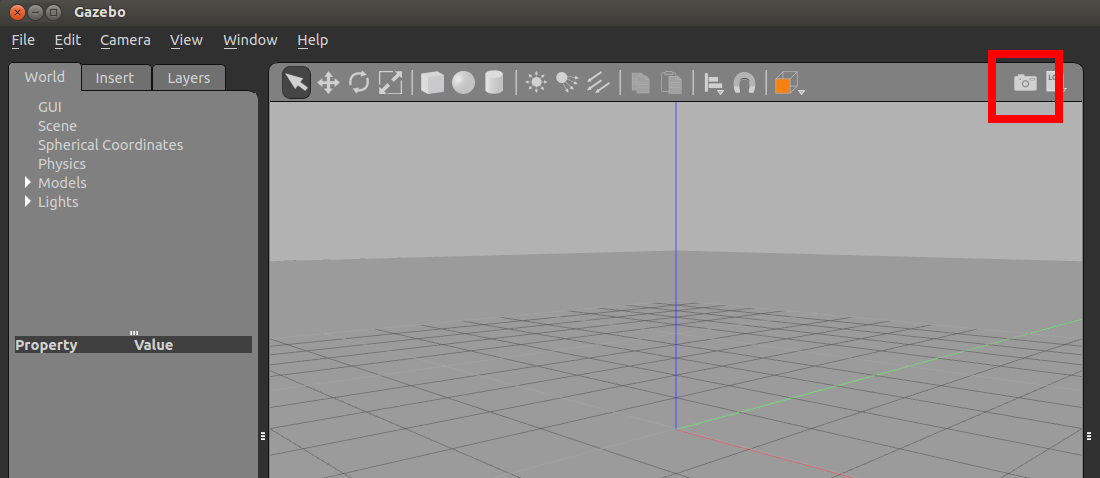 Gazebo
File Edit Camera View Window Help
World Insert Layers
GUI
Scene
Spherical Coordinates
Physics
Models
Lights
Property Value